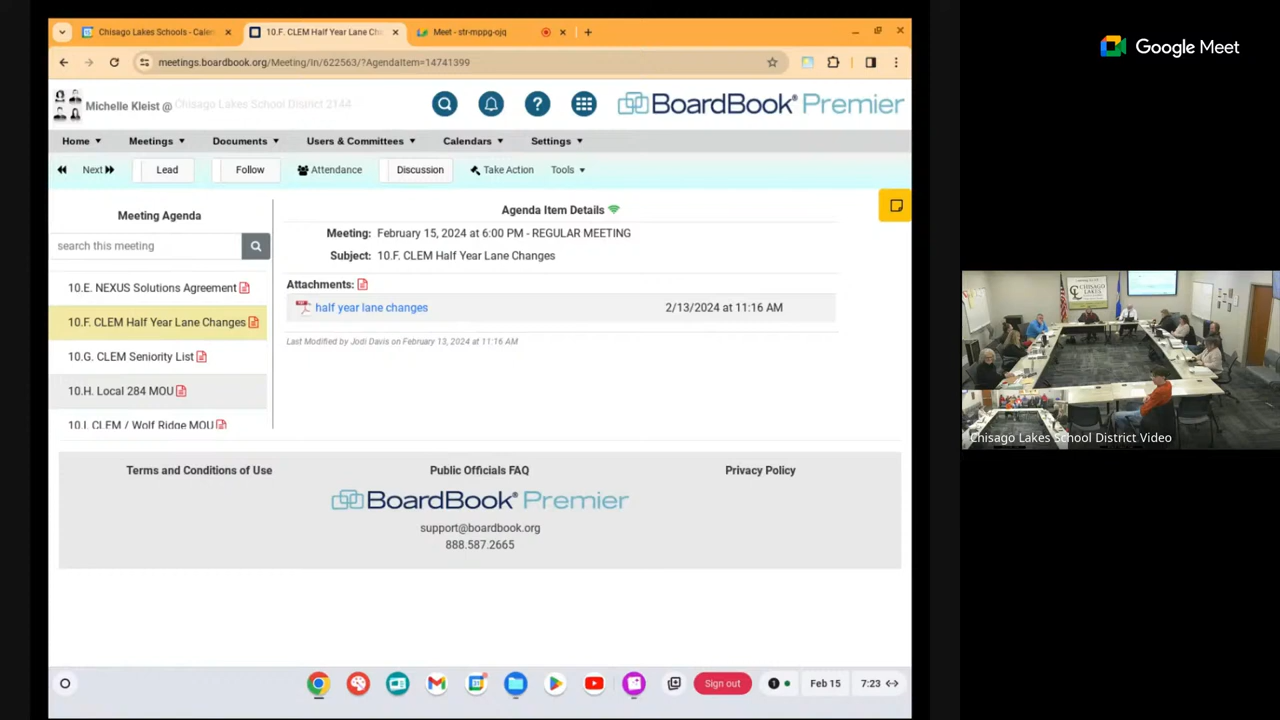 Chisago Lakes Schools - Calen
10.F. CLEM Half Year Lane Ch
Meet - str-mppg-ojq
Google Meet
meetings.boardbook.org/Meeting/In/622563/?AgendaItem=14741399
Michelle Kleist @ Chisago Lakes School District 2144
BoardBook® Premier
Home
Meetings
Documents
Users & Committees
Calendars
Settings
Next
Lead
Follow
Attendance
Discussion
Take Action
Tools
Meeting Agenda
search this meeting
10.E. NEXUS Solutions Agreement
10.F. CLEM Half Year Lane Changes
10.G. CLEM Seniority List
10.H. Local 284 MOU
10.I. CLEM / Wolf Ridge MOU
Agenda Item Details
Meeting: February 15, 2024 at 6:00 PM - REGULAR MEETING
Subject: 10.F. CLEM Half Year Lane Changes
Attachments:
half year lane changes
2/13/2024 at 11:16 AM
Last Modified by Jodi Davis on February 13, 2024 at 11:16 AM
Chisago Lakes School District Video
Terms and Conditions of Use
Public Officials FAQ
Privacy Policy
BoardBook® Premier
support@boardbook.org
888.587.2665
Sign out
1
Feb 15
7:23